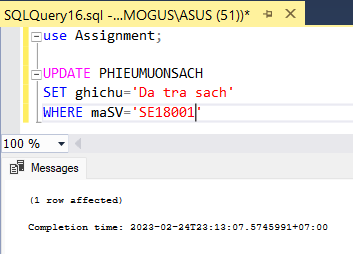 SQLQuery16.sql -...MOGUS\ASUS (51))*
use Assignment;
UPDATE PHIEUMUONSACH
SET ghichu='Da tra sach'
WHERE maSV='SE18001'
100 %
Messages
(1 row affected)
Completion time: 2023-02-24T23:13:07.5745991+07:00